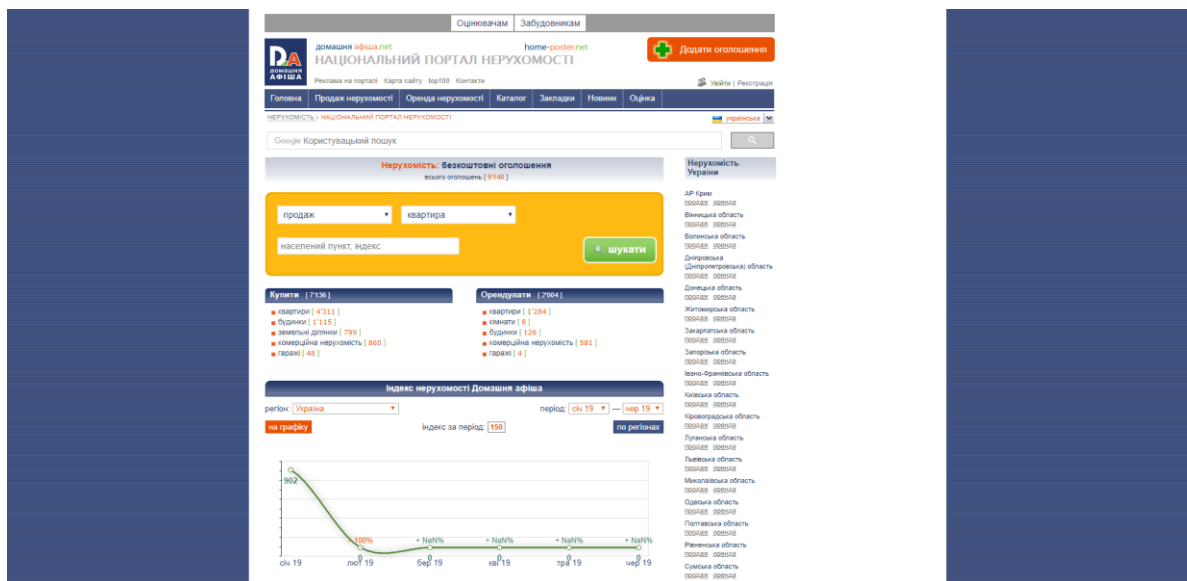 Оцінювачам Забудовникам
домашня афіша.net home-poster.net
НАЦІОНАЛЬНИЙ ПОРТАЛ НЕРУХОМОСТІ
DA
домашня
АФІША
Додати оголошення
Реклама на порталі Карта сайту top100 Контакти
Увійти | Реєстрація
Головна Продаж нерухомості Оренда нерухомості Каталог Закладки Новини Оцінка
НЕРУХОМІСТЬ > НАЦІОНАЛЬНИЙ ПОРТАЛ НЕРУХОМОСТІ
українська
Google Користувацький пошук
Нерухомість: безкоштовні оголошення
всього оголошень [ 9'140 ]
продаж квартира
населений пункт, індекс
шукати
Купити [7'136]
квартири [ 4'311 ]
будинки [ 1'115 ]
земельні ділянки [ 799 ]
комерційна нерухомість [ 860 ]
гаражі [ 48 ]
Орендувати [2'004]
квартири [ 1'284 ]
кімнати [ 8 ]
будинки [ 126 ]
комерційна нерухомість [ 581 ]
гаражі [ 4 ]
Індекс нерухомості Домашня афіша
регіон: Україна період: січ 19 — чер 19
на графіку індекс за період: 150 по регіонах
902
- 100% + NaN% + NaN% + NaN% + NaN%
0 0 0 0 0
січ 19 лют 19 бер 19 кві 19 тра 19 чер 19
Нерухомість
України
АР Крим
продаж оренда
Вінницька область
продаж оренда
Волинська область
продаж оренда
Дніпровська
(Дніпропетровська) область
продаж оренда
Донецька область
продаж оренда
Житомирська область
продаж оренда
Закарпатська область
продаж оренда
Запорізька область
продаж оренда
Івано-Франківська область
продаж оренда
Київська область
продаж оренда
Кіровоградська область
продаж оренда
Луганська область
продаж оренда
Львівська область
продаж оренда
Миколаївська область
продаж оренда
Одеська область
продаж оренда
Полтавська область
продаж оренда
Рівненська область
продаж оренда
Сумська область
продаж оренда